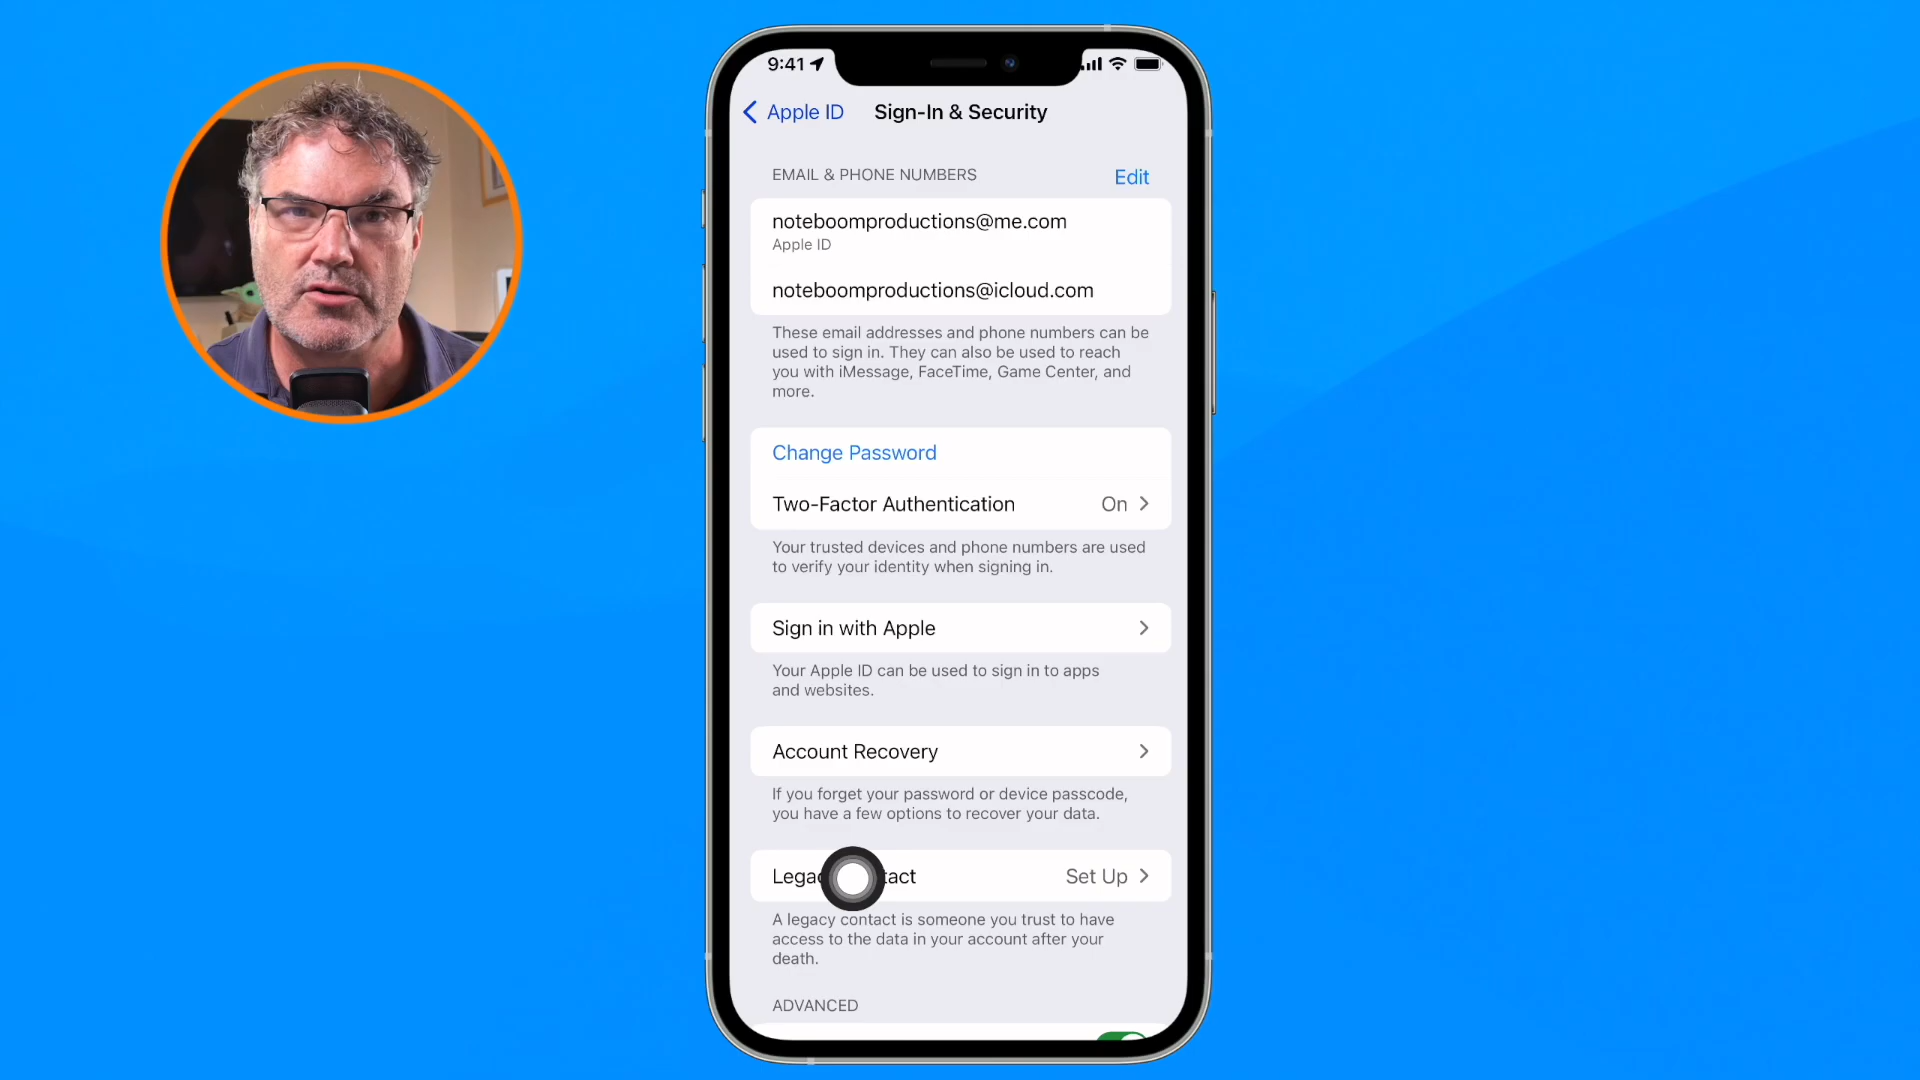 9:41
Apple ID
Sign-In & Security
EMAIL & PHONE NUMBERS
Edit
noteboomproductions@me.com
Apple ID
noteboomproductions@icloud.com
These email addresses and phone numbers can be
used to sign in. They can also be used to reach
you with iMessage, FaceTime, Game Center, and
more.
Change Password
Two-Factor Authentication On
Your trusted devices and phone numbers are used
to verify your identity when signing in.
Sign in with Apple
Your Apple ID can be used to sign in to apps
and websites.
Account Recovery
If you forget your password or device passcode,
you have a few options to recover your data.
Set Up
A legacy contact is someone you trust to have
access to the data in your account after your
death.
ADVANCED